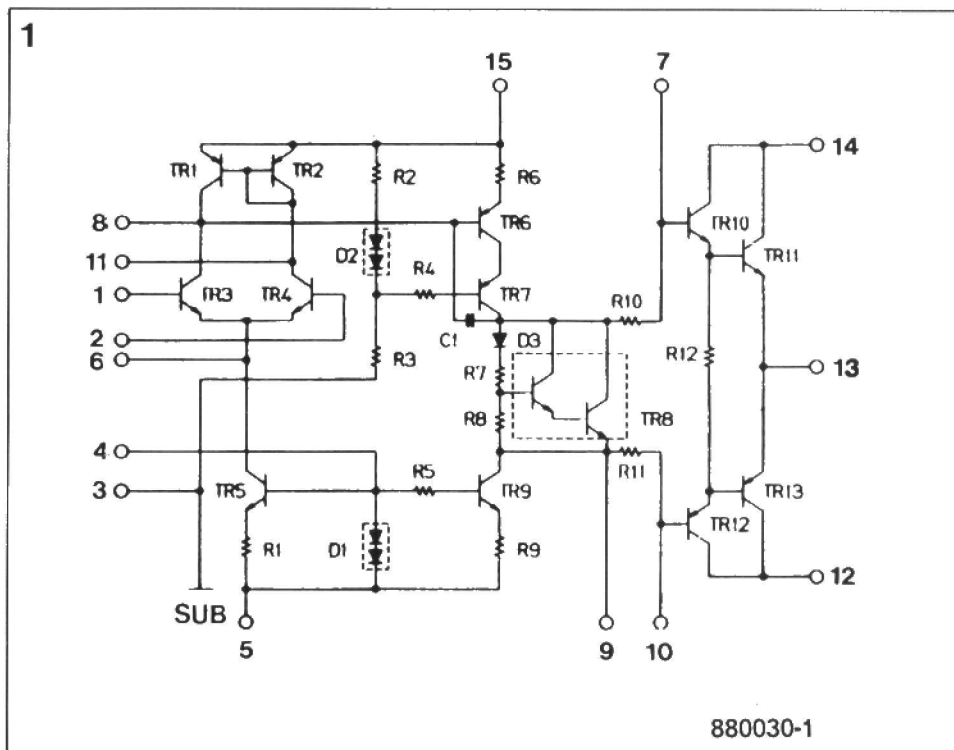 1
15
7
14
TR1
TR2
R2
R6
8
TR6
TR10
11
D2
TR11
1
TR3
TR4
R4
TR7
R10
2
C1
D3
6
R3
R7
R12
13
R8
TR8
4
R5
R11
3
TR5
TR9
TR13
TR12
R1
D1
R9
12
SUB
5
9
10
880030-1